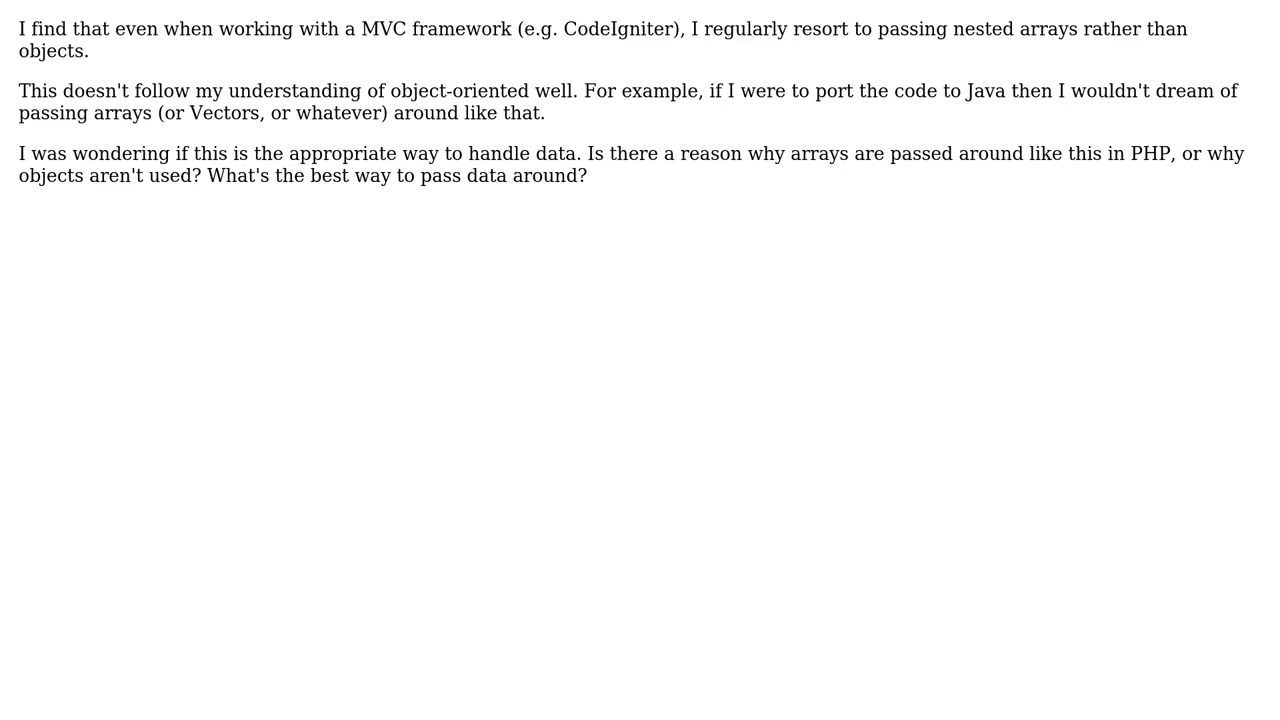 I find that even when working with a MVC framework (e.g. CodeIgniter), I regularly resort to passing nested arrays rather than
objects.
This doesn't follow my understanding of object-oriented well. For example, if I were to port the code to Java then I wouldn't dream of
passing arrays (or Vectors, or whatever) around like that.
I was wondering if this is the appropriate way to handle data. Is there a reason why arrays are passed around like this in PHP, or why
objects aren't used? What's the best way to pass data around?